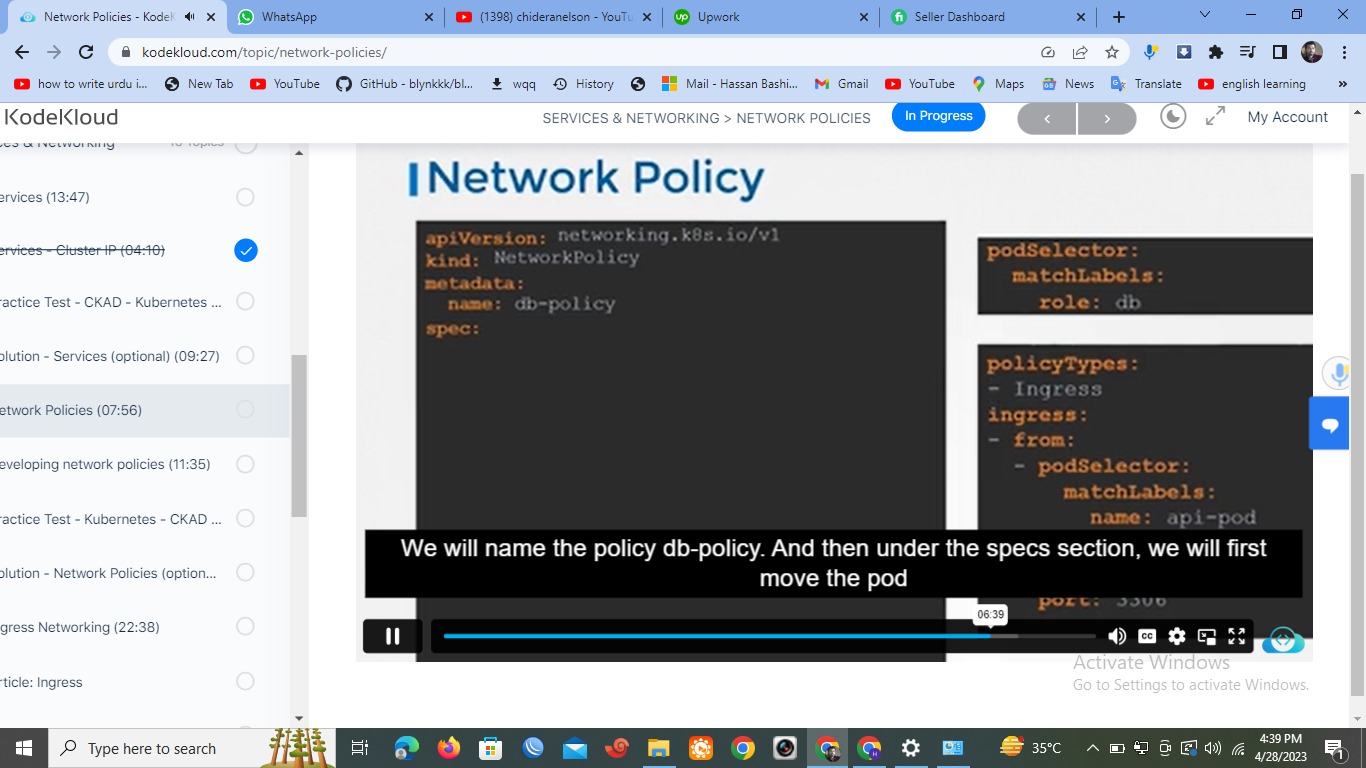 Network Policies - Kodek
WhatsApp
(1398) chideranelson - YouTu
Upwork
Seller Dashboard
kodekloud.com/topic/network-policies/
how to write urdu i...
New Tab
YouTube
GitHub - blynkkk/bl...
wqq
History
Mail - Hassan Bashi...
Gmail
YouTube
Maps
News
Translate
english learning
KodeKloud
SERVICES & NETWORKING > NETWORK POLICIES
In Progress
My Account
ces & Networking
10 Topics
ervices (13:47)
ervices - Cluster IP (04:10)
ractice Test - CKAD - Kubernetes ...
olution - Services (optional) (09:27)
etwork Policies (07:56)
eveloping network policies (11:35)
ractice Test - Kubernetes - CKAD ...
olution - Network Policies (option...
gress Networking (22:38)
rticle: Ingress
Network Policy
apiVersion: networking.k8s.io/v1
kind: NetworkPolicy
metadata:
name: db-policy
spec:
podSelector:
matchLabels:
role: db
policyTypes:
- Ingress
ingress:
- from:
- podSelector:
matchLabels:
name: api-pod
port: 3306
We will name the policy db-policy. And then under the specs section, we will first
move the pod
06:39
CC
Activate Windows
Go to Settings to activate Windows.
Type here to search
35°C
4:39 PM
4/28/2023
1